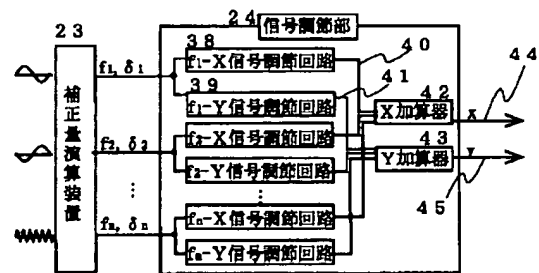 23
24
信号調節部
38
f₁-X信号調節回路
40
39
41
f₁-Y信号調節回路
42
44
f₁, δ₁
X加算器
X
f₂-X信号調節回路
43
補正量演算装置
f₂, δ₂
Y加算器
Y
f₂-Y信号調節回路
45
⋮
⋮
fₙ-X信号調節回路
fₙ, δₙ
fₙ-Y信号調節回路